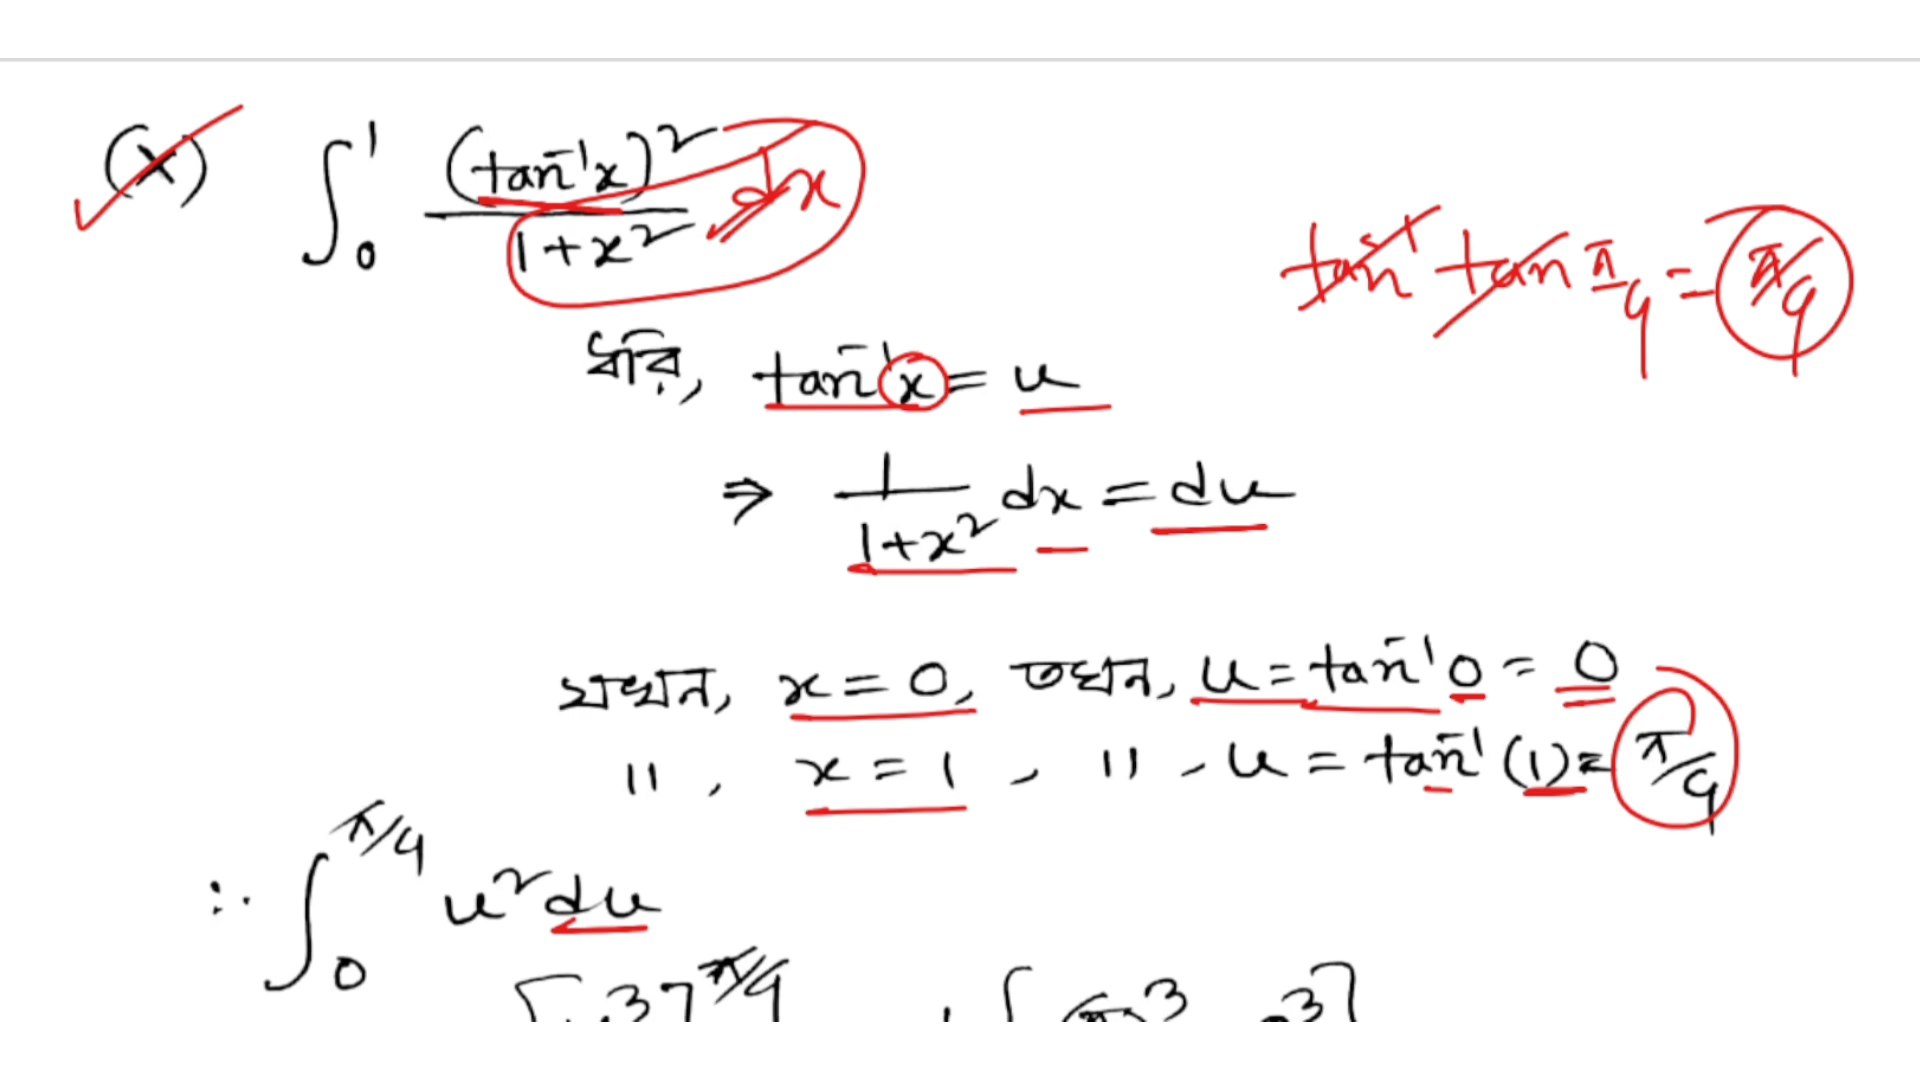 (x) ∫₀¹ (tan⁻¹x)² / 1+x² dx
tan⁻¹ tan π/4 = π/4
ধরি, tan⁻¹x = u
⇒ 1/1+x² dx = du
যখন, x = 0, তখন, u = tan⁻¹0 = 0
〃, x = 1, 〃, u = tan⁻¹(1) = π/4
∴ ∫₀^π/4 u² du